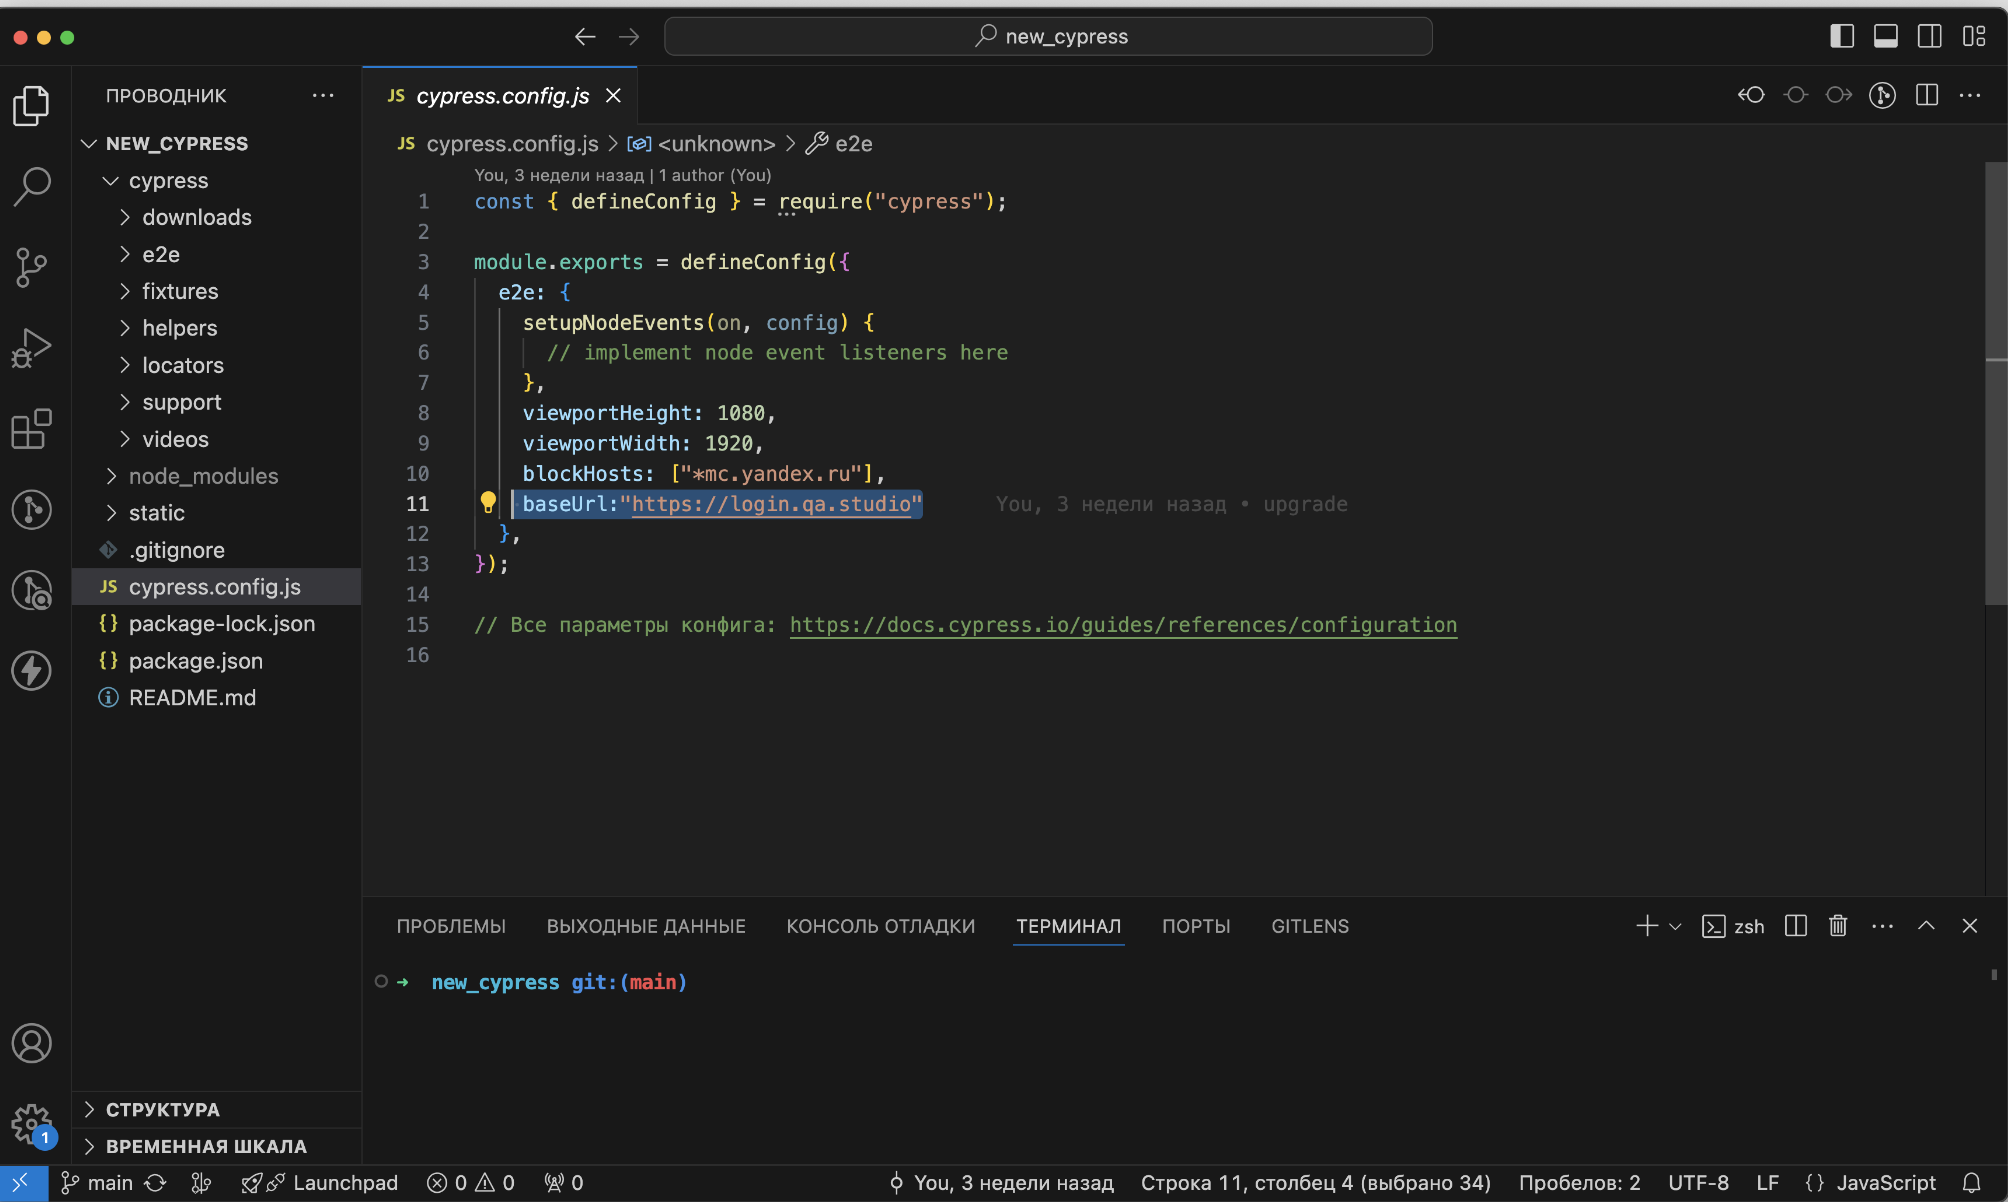 new_cypress
ПРОВОДНИК
NEW_CYPRESS
cypress
downloads
e2e
fixtures
helpers
locators
support
videos
node_modules
static
.gitignore
JS cypress.config.js
{} package-lock.json
{} package.json
README.md
СТРУКТУРА
ВРЕМЕННАЯ ШКАЛА
JS cypress.config.js
JS cypress.config.js > <unknown> > e2e
You, 3 недели назад | 1 author (You)
1 const { defineConfig } = require("cypress");
2
3 module.exports = defineConfig({
4 e2e: {
5 setupNodeEvents(on, config) {
6 // implement node event listeners here
7 },
8 viewportHeight: 1080,
9 viewportWidth: 1920,
10 blockHosts: ["*mc.yandex.ru"],
11 baseUrl:"https://login.qa.studio" You, 3 недели назад • upgrade
12 },
13 });
14
15 // Все параметры конфига: https://docs.cypress.io/guides/references/configuration
16
ПРОБЛЕМЫ ВЫХОДНЫЕ ДАННЫЕ КОНСОЛЬ ОТЛАДКИ ТЕРМИНАЛ ПОРТЫ GITLENS zsh
→ new_cypress git:(main)
1
main Launchpad 0 0 0 You, 3 недели назад Строка 11, столбец 4 (выбрано 34) Пробелов: 2 UTF-8 LF {} JavaScript